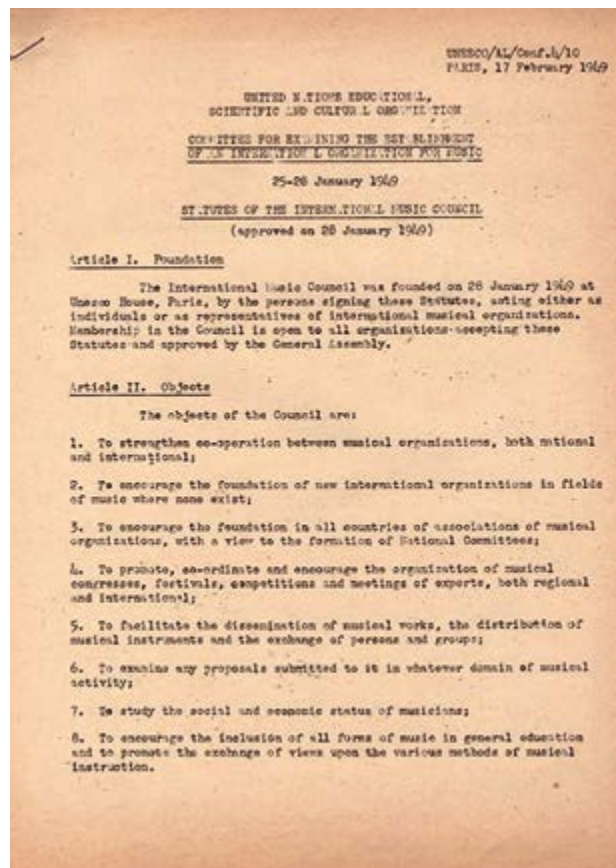 UNESCO/AL/Conf.4/10
PARIS, 17 February 1949
UNITED NATIONS EDUCATIONAL,
SCIENTIFIC AND CULTURAL ORGANIZATION
COMMITTEE FOR EXAMINING THE ESTABLISHMENT
OF AN INTERNATIONAL ORGANIZATION FOR MUSIC
25-28 January 1949
STATUTES OF THE INTERNATIONAL MUSIC COUNCIL
(approved on 28 January 1949)
Article I. Foundation
The International Music Council was founded on 28 January 1949 at
Unesco House, Paris, by the persons signing these Statutes, acting either as
individuals or as representatives of international musical organizations.
Membership in the Council is open to all organizations accepting these
Statutes and approved by the General Assembly.
Article II. Objects
The objects of the Council are:
1. To strengthen co-operation between musical organizations, both national
and international;
2. To encourage the foundation of new international organizations in fields
of music where none exist;
3. To encourage the foundation in all countries of associations of musical
organizations, with a view to the formation of National Committees;
4. To promote, co-ordinate and encourage the organization of musical
congresses, festivals, competitions and meetings of experts, both regional
and international;
5. To facilitate the dissemination of musical works, the distribution of
musical instruments and the exchange of persons and groups;
6. To examine any proposals submitted to it in whatever domain of musical
activity;
7. To study the social and economic status of musicians;
8. To encourage the inclusion of all forms of music in general education
and to promote the exchange of views upon the various methods of musical
instruction.